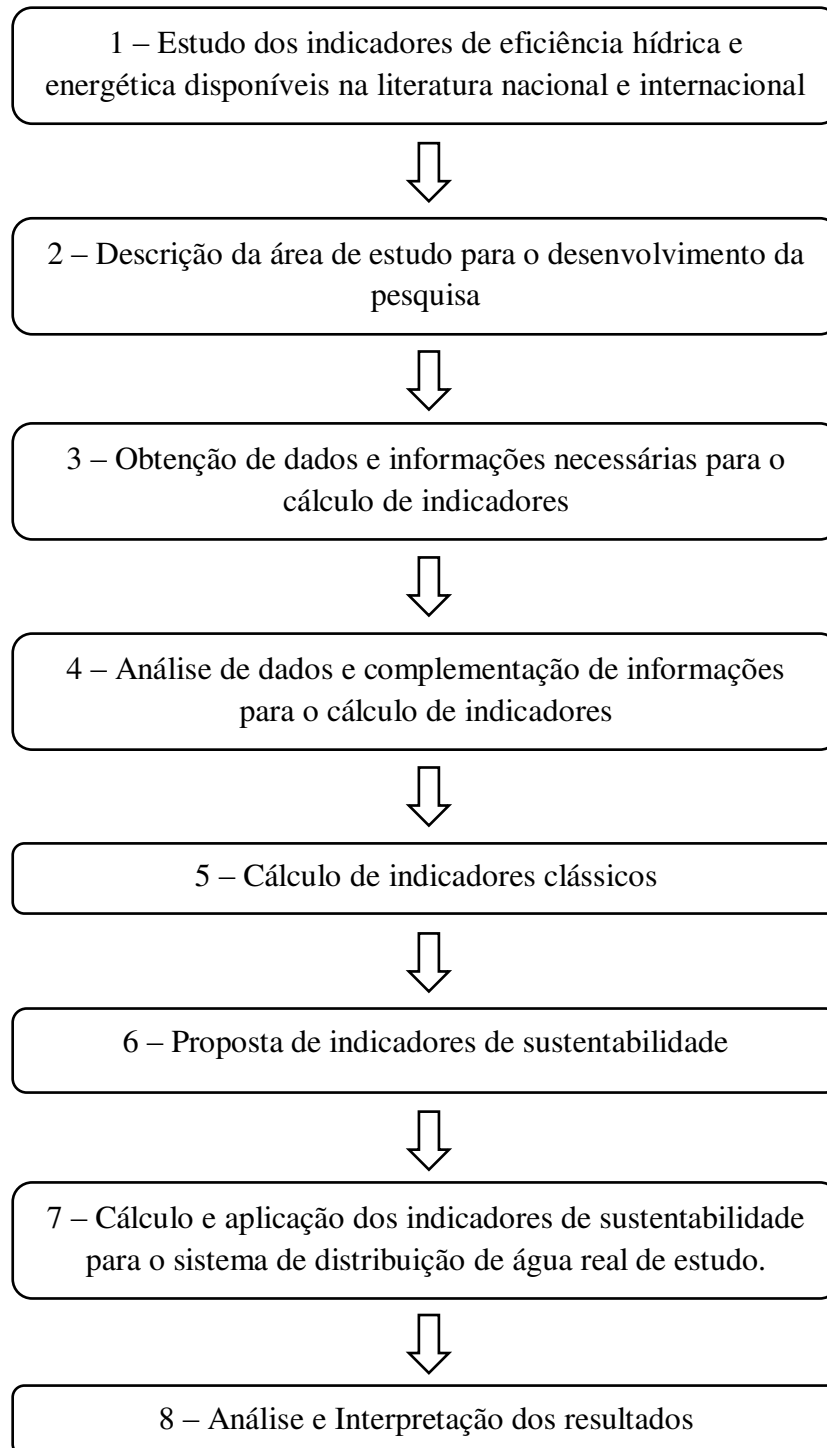 1 – Estudo dos indicadores de eficiência hídrica e
energética disponíveis na literatura nacional e internacional
2 – Descrição da área de estudo para o desenvolvimento da
pesquisa
3 – Obtenção de dados e informações necessárias para o
cálculo de indicadores
4 – Análise de dados e complementação de informações
para o cálculo de indicadores
5 – Cálculo de indicadores clássicos
6 – Proposta de indicadores de sustentabilidade
7 – Cálculo e aplicação dos indicadores de sustentabilidade
para o sistema de distribuição de água real de estudo.
8 – Análise e Interpretação dos resultados